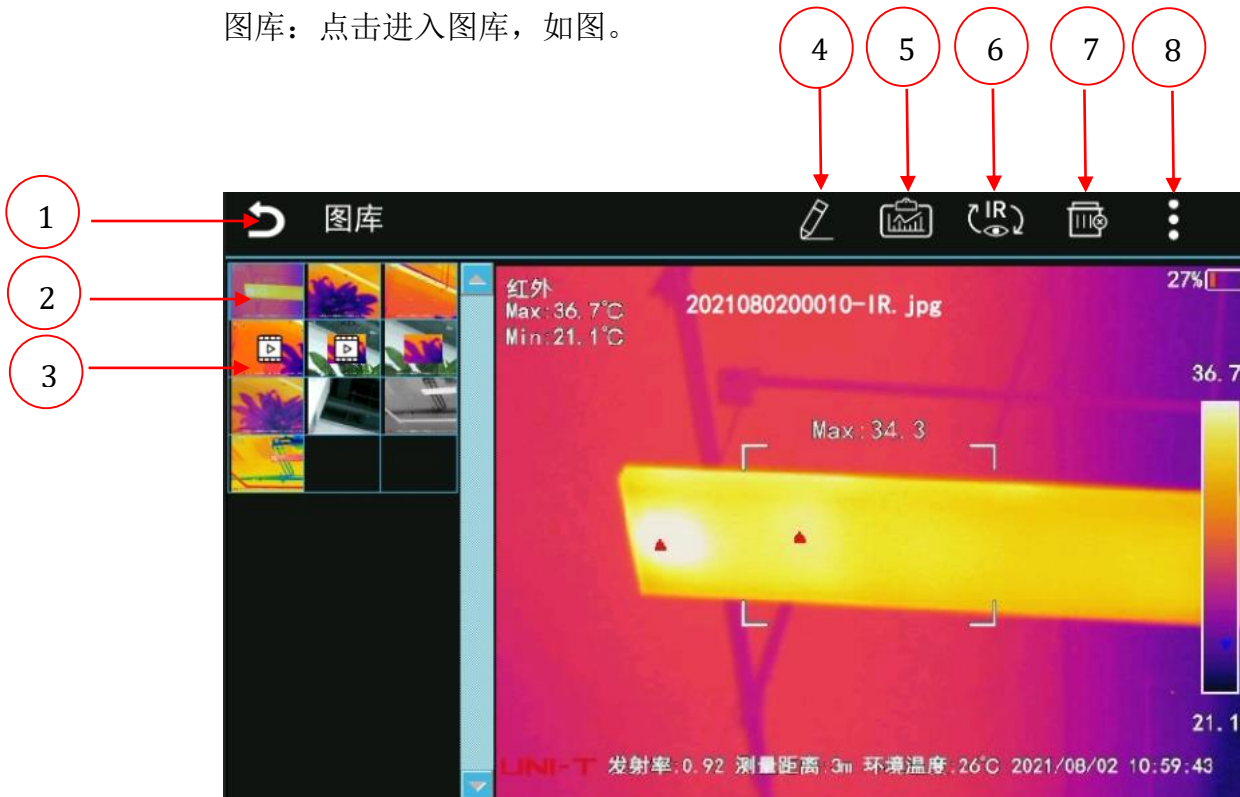 图库：点击进入图库，如图。
4 5 6 7 8
1 图库 IR
2
3
27%
红外
Max:36.7℃
Min:21.1℃
2021080200010-IR.jpg
36.7
Max:34.3
21.1
UNI-T 发射率:0.92 测量距离:3m 环境温度:26℃ 2021/08/02 10:59:43